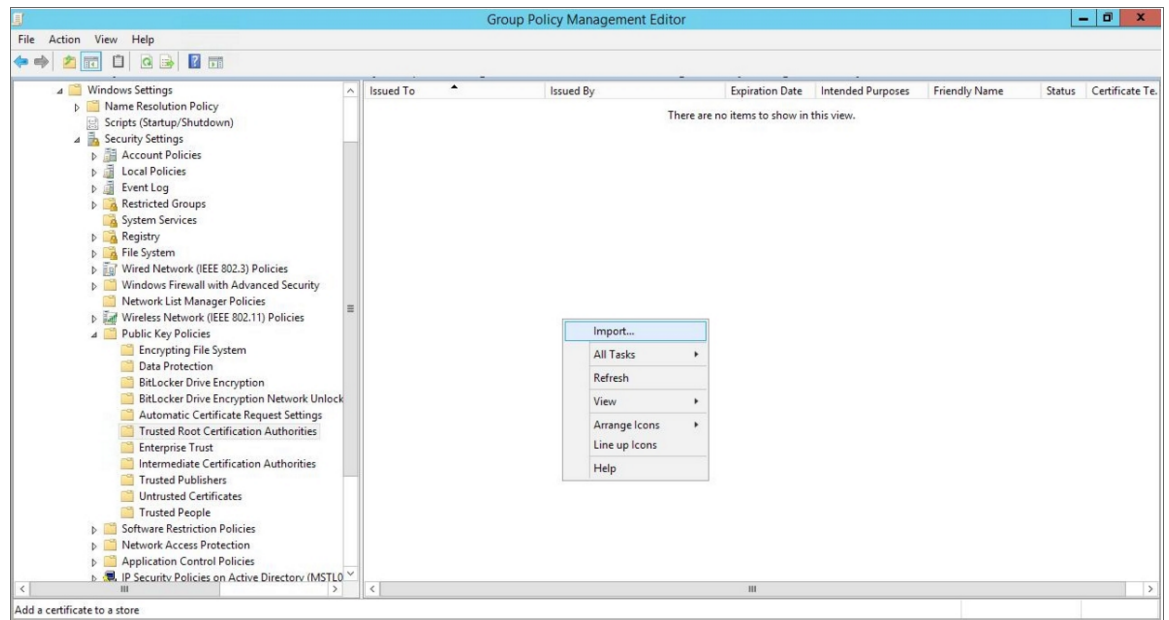 Group Policy Management Editor
File Action View Help
Windows Settings
Name Resolution Policy
Scripts (Startup/Shutdown)
Security Settings
Account Policies
Local Policies
Event Log
Restricted Groups
System Services
Registry
File System
Wired Network (IEEE 802.3) Policies
Windows Firewall with Advanced Security
Network List Manager Policies
Wireless Network (IEEE 802.11) Policies
Public Key Policies
Encrypting File System
Data Protection
BitLocker Drive Encryption
BitLocker Drive Encryption Network Unlock
Automatic Certificate Request Settings
Trusted Root Certification Authorities
Enterprise Trust
Intermediate Certification Authorities
Trusted Publishers
Untrusted Certificates
Trusted People
Software Restriction Policies
Network Access Protection
Application Control Policies
IP Security Policies on Active Directory (MSTL0
Issued To Issued By Expiration Date Intended Purposes Friendly Name Status Certificate Te.
There are no items to show in this view.
Import...
All Tasks
Refresh
View
Arrange Icons
Line up Icons
Help
Add a certificate to a store